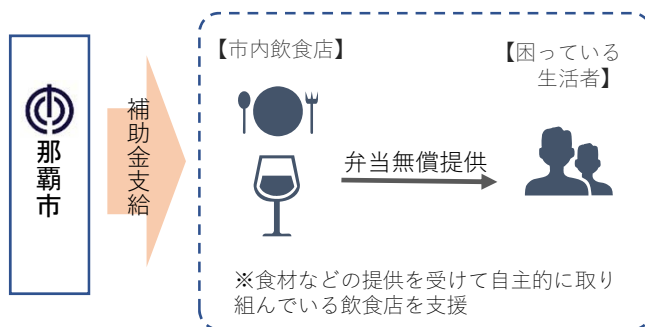 那覇市
補助金支給
【市内飲食店】
【困っている
生活者】
弁当無償提供
※食材などの提供を受けて自主的に取り
組んでいる飲食店を支援